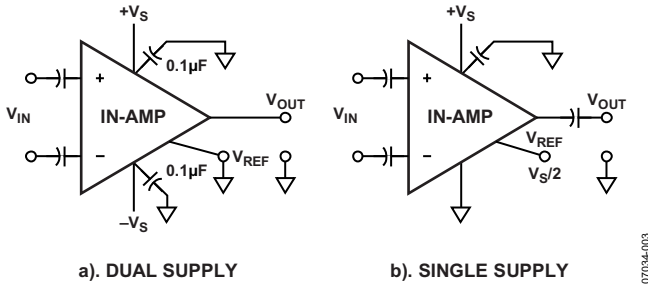 +VS
+VS
0.1µF
VOUT
VOUT
+
+
VIN
IN-AMP
VIN
IN-AMP
VREF
VREF
–
–
0.1µF
VS/2
–VS
a). DUAL SUPPLY
b). SINGLE SUPPLY
07034-003